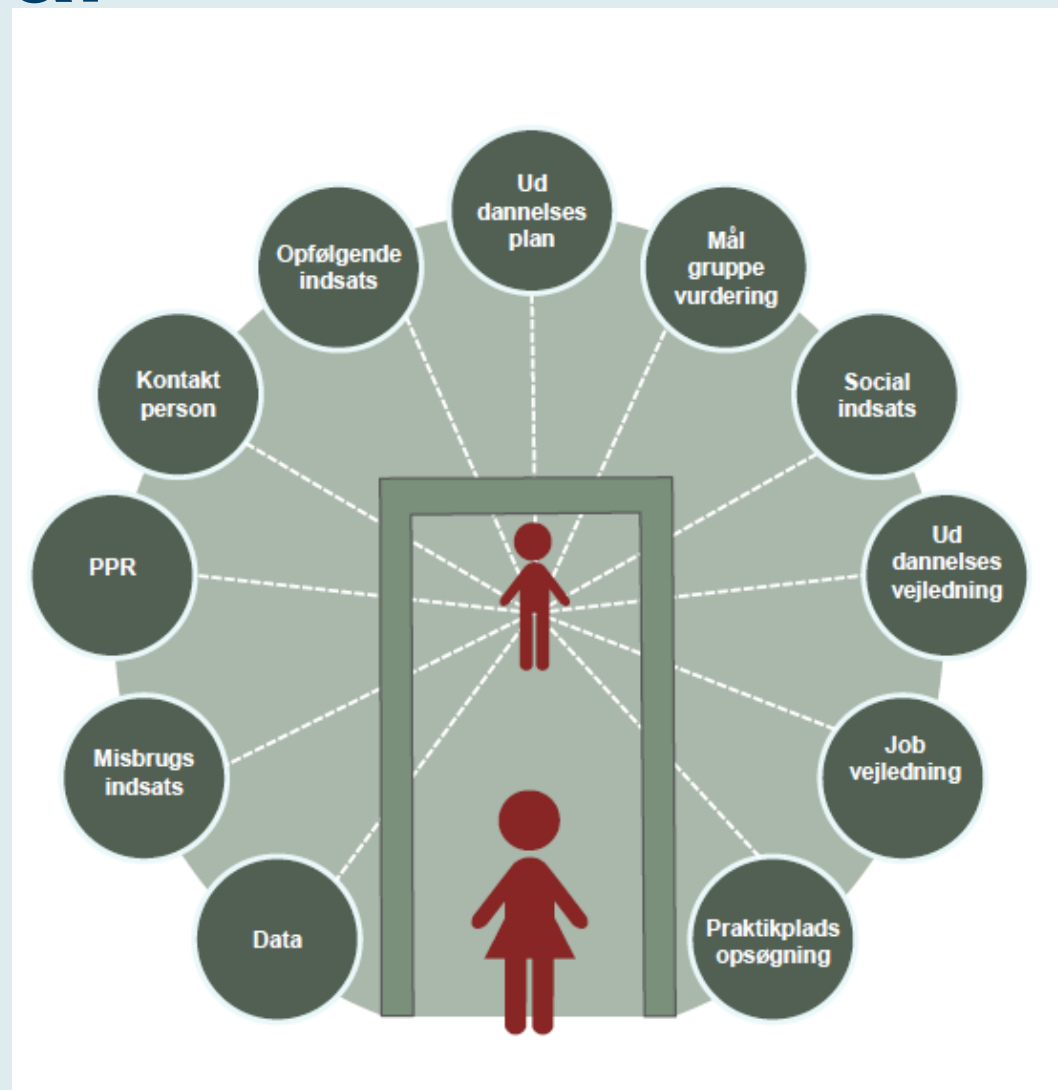 Ud
dannelses
plan
Opfølgende
indsats
Mål
gruppe
vurdering
Kontakt
person
Social
indsats
PPR
Ud
dannelses
vejledning
Misbrugs
indsats
Job
vejledning
Data
Praktikplads
opsøgning